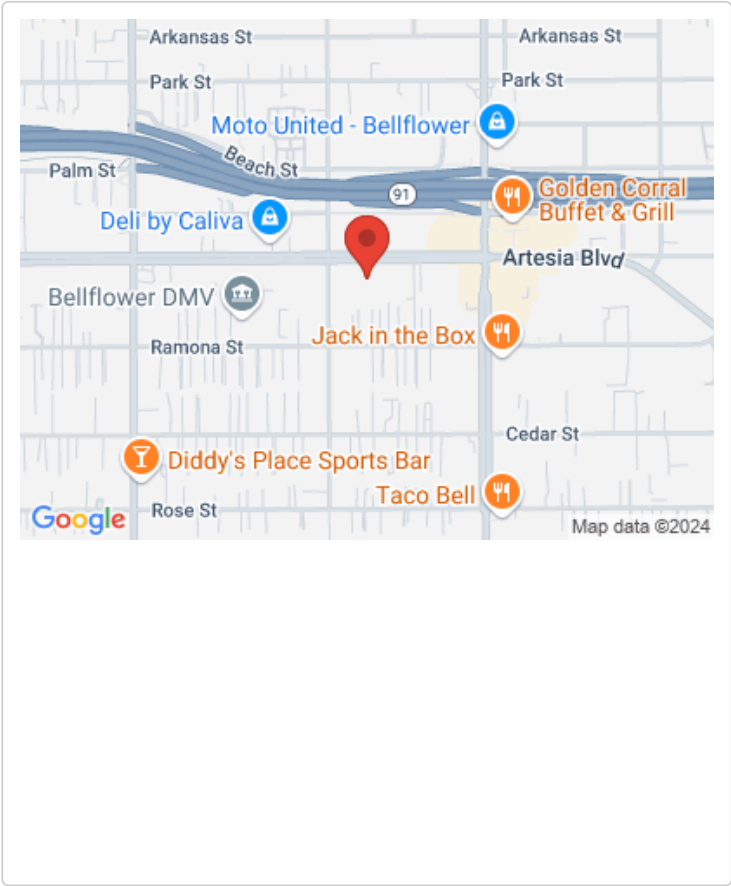 Arkansas St
Arkansas St
Park St
Park St
Moto United - Bellflower
Beach St
Palm St
91
Golden Corral
Buffet & Grill
Deli by Caliva
Artesia Blvd
Bellflower DMV
Jack in the Box
Ramona St
Cedar St
Diddy's Place Sports Bar
Taco Bell
Rose St
Google
Map data ©2024